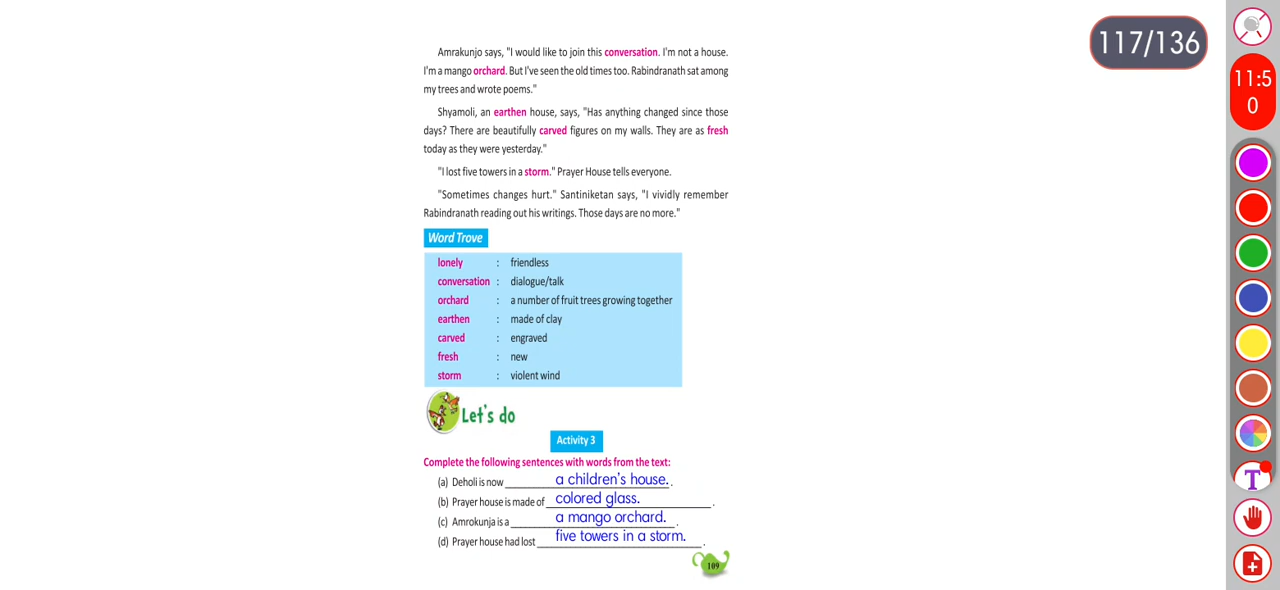 117/136
11:5
0
Amrakunjo says, "I would like to join this conversation. I'm not a house.
I'm a mango orchard. But I've seen the old times too. Rabindranath sat among
my trees and wrote poems."
Shyamoli, an earthen house, says, "Has anything changed since those
days? There are beautifully carved figures on my walls. They are as fresh
today as they were yesterday."
"I lost five towers in a storm." Prayer House tells everyone.
"Sometimes changes hurt." Santiniketan says, "I vividly remember
Rabindranath reading out his writings. Those days are no more."
Word Trove
lonely : friendless
conversation : dialogue/talk
orchard : a number of fruit trees growing together
earthen : made of clay
carved : engraved
fresh : new
storm : violent wind
Let's do
Activity 3
Complete the following sentences with words from the text:
(a) Deholi is now a children's house. .
(b) Prayer house is made of colored glass. .
(c) Amrokunja is a a mango orchard. .
(d) Prayer house had lost five towers in a storm. .
109
T